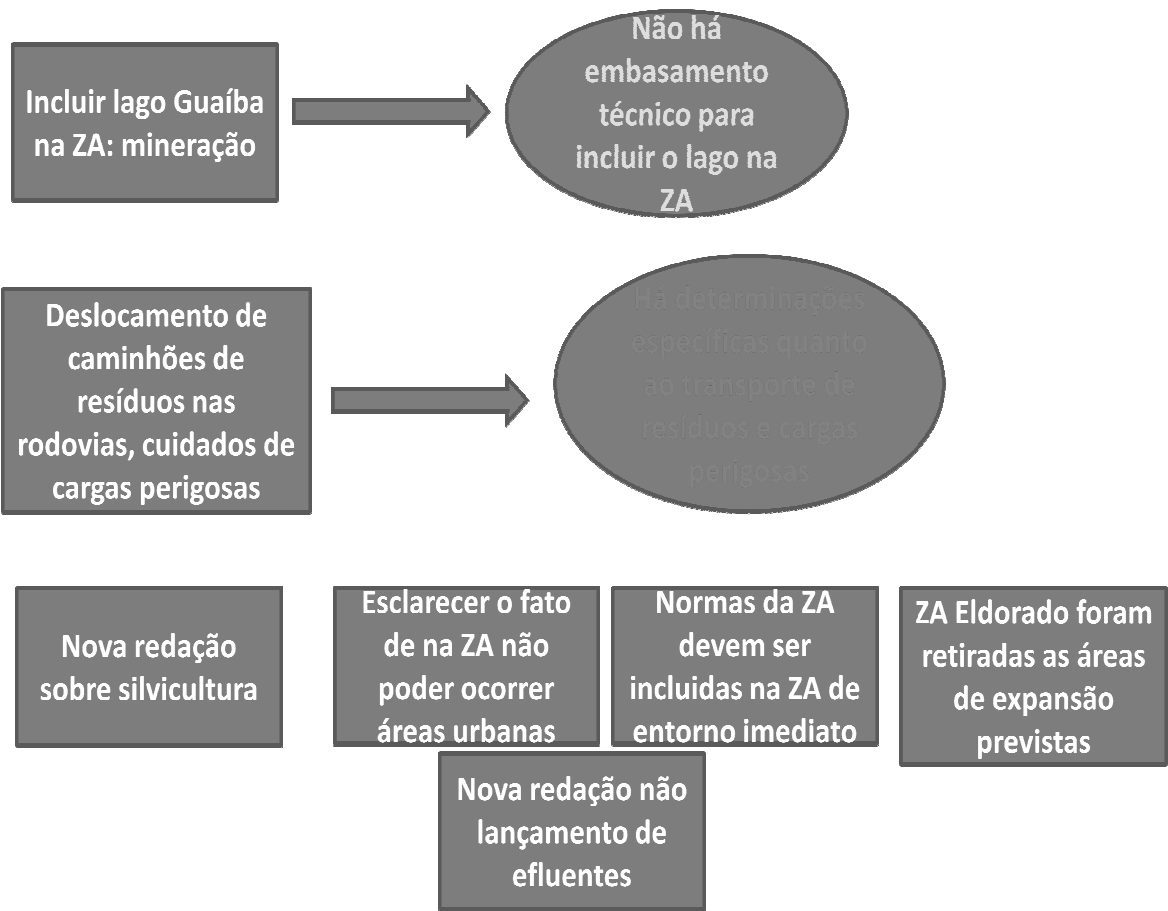 Incluir lago Guaíba
na ZA: mineração
Não há
embasamento
técnico para
incluir o lago na
ZA
Deslocamento de
caminhões de
resíduos nas
rodovias, cuidados de
cargas perigosas
Há determinações
específicas quanto
ao transporte de
resíduos e cargas
perigosas
Nova redação
sobre silvicultura
Esclarecer o fato
de na ZA não
poder ocorrer
áreas urbanas
Normas da ZA
devem ser
incluidas na ZA de
entorno imediato
ZA Eldorado foram
retiradas as áreas
de expansão
previstas
Nova redação não
lançamento de
efluentes